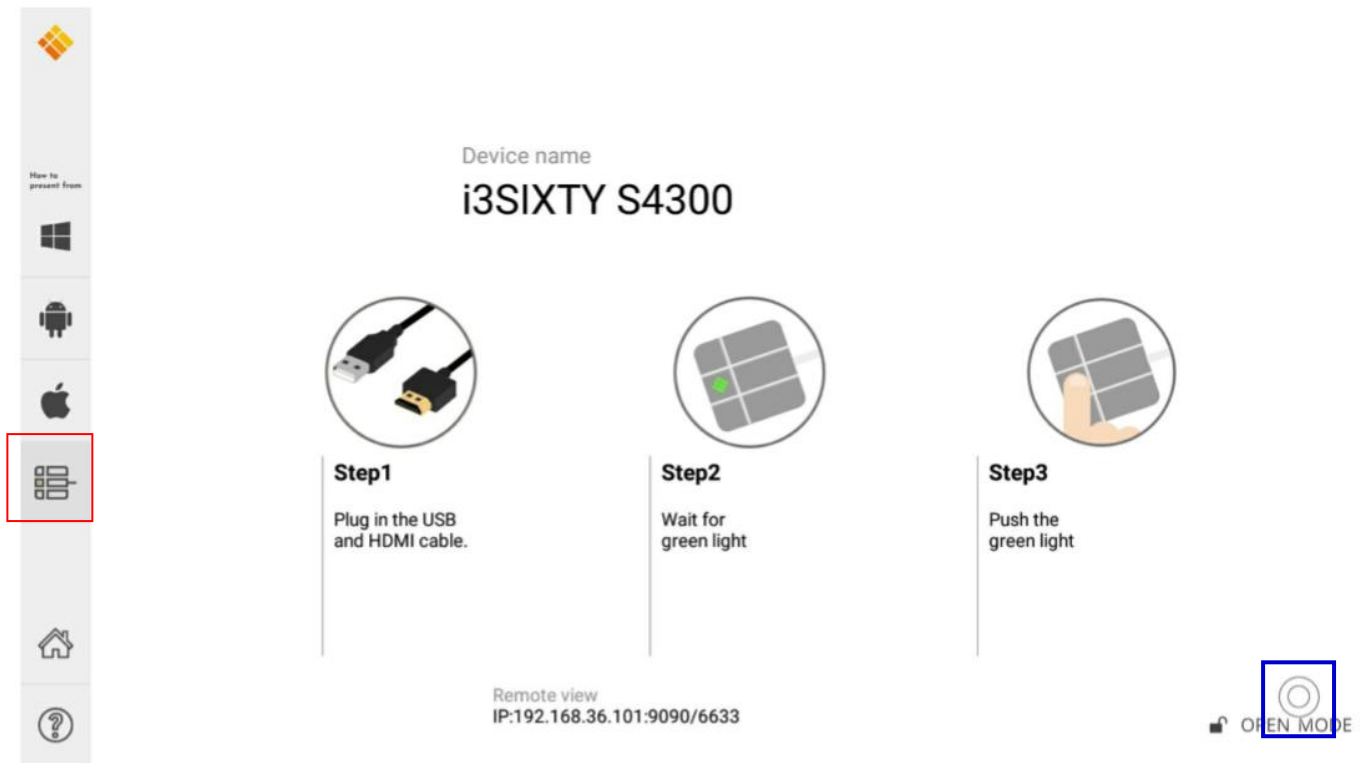 How to
present from
Device name
i3SIXTY S4300
Step1
Plug in the USB
and HDMI cable.
Step2
Wait for
green light
Step3
Push the
green light
Remote view
IP:192.168.36.101:9090/6633
OPEN MODE